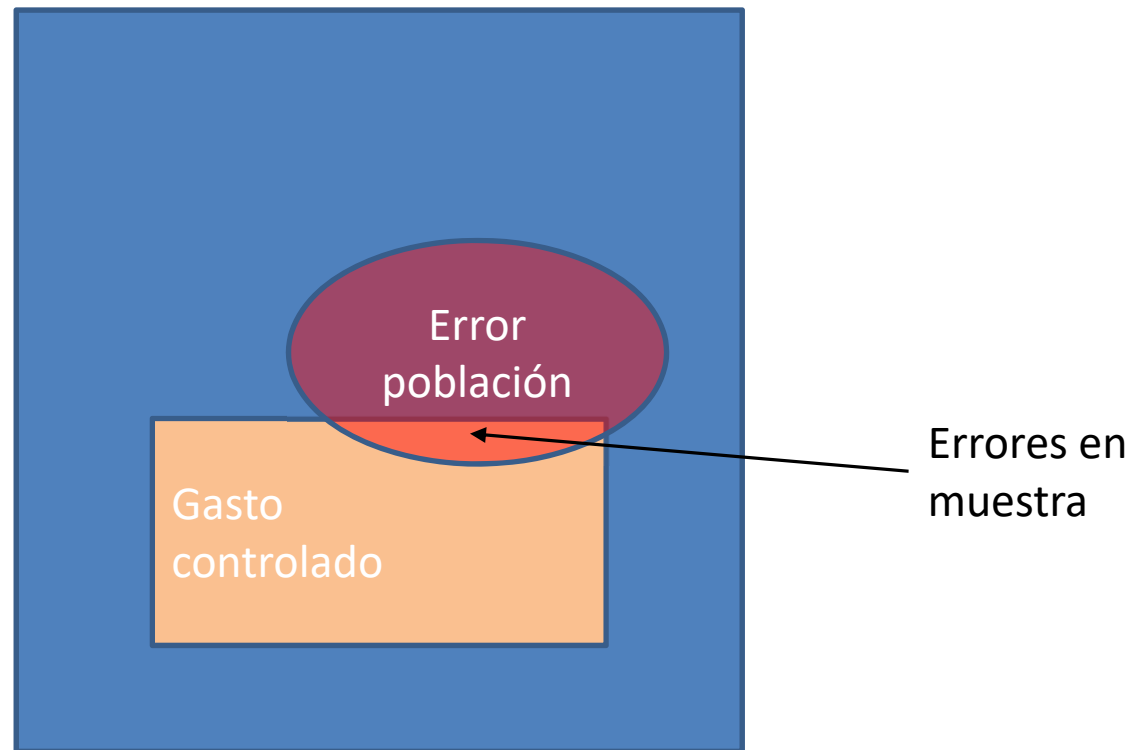 Error
población
Gasto
controlado
Errores en
muestra